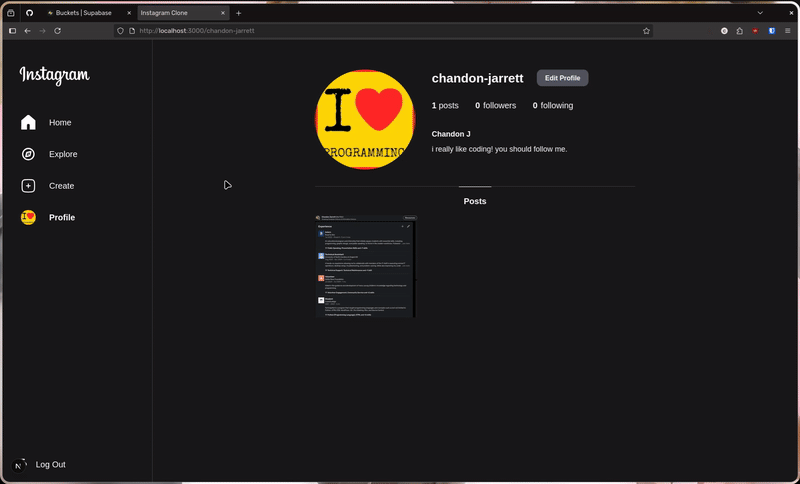 Buckets | Supabase
Instagram Clone
http://localhost:3000/chandon-jarrett
Instagram
Home
Explore
Create
Profile
Log Out
N
I
PROGRAMMING
chandon-jarrett
Edit Profile
1 posts
0 followers
0 following
Chandon J
i really like coding! you should follow me.
Posts
Experience